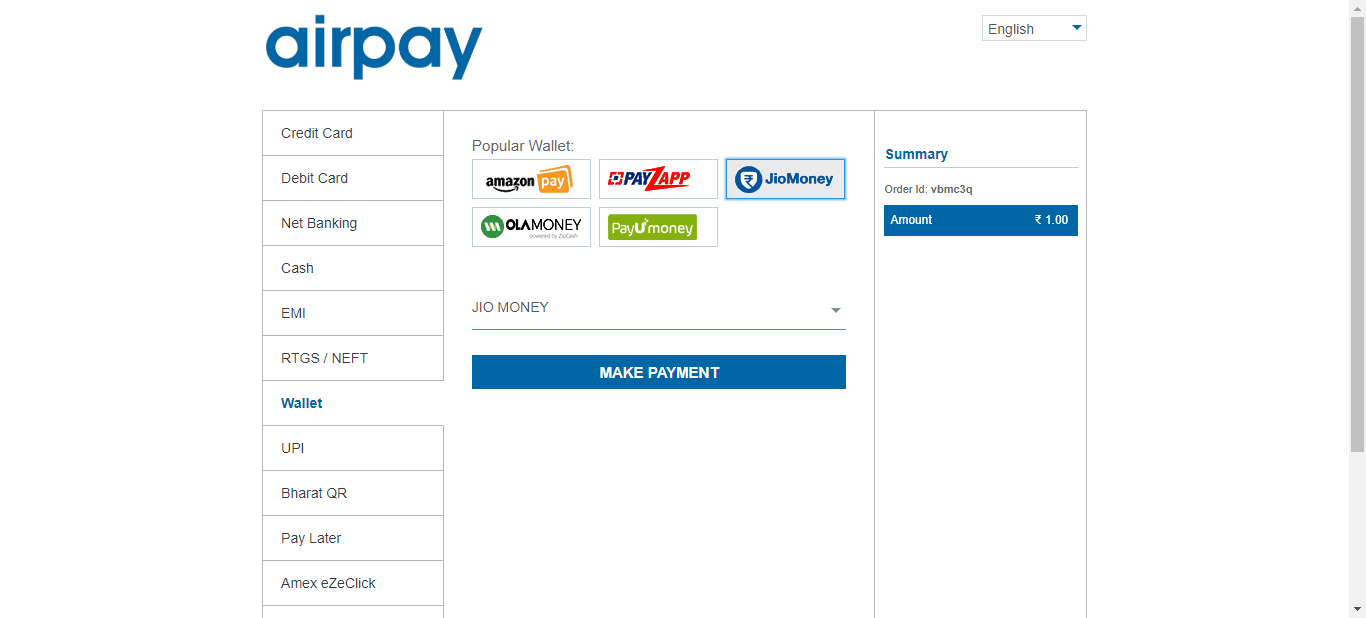 airpay
English
Credit Card
Debit Card
Net Banking
Cash
EMI
RTGS / NEFT
Wallet
UPI
Bharat QR
Pay Later
Amex eZeClick
Popular Wallet:
amazon pay
PAYZAPP
JioMoney
OLAMONEY
powered by ZipCash
PayUmoney
JIO MONEY
MAKE PAYMENT
Summary
Order Id: vbmc3q
Amount ₹ 1.00